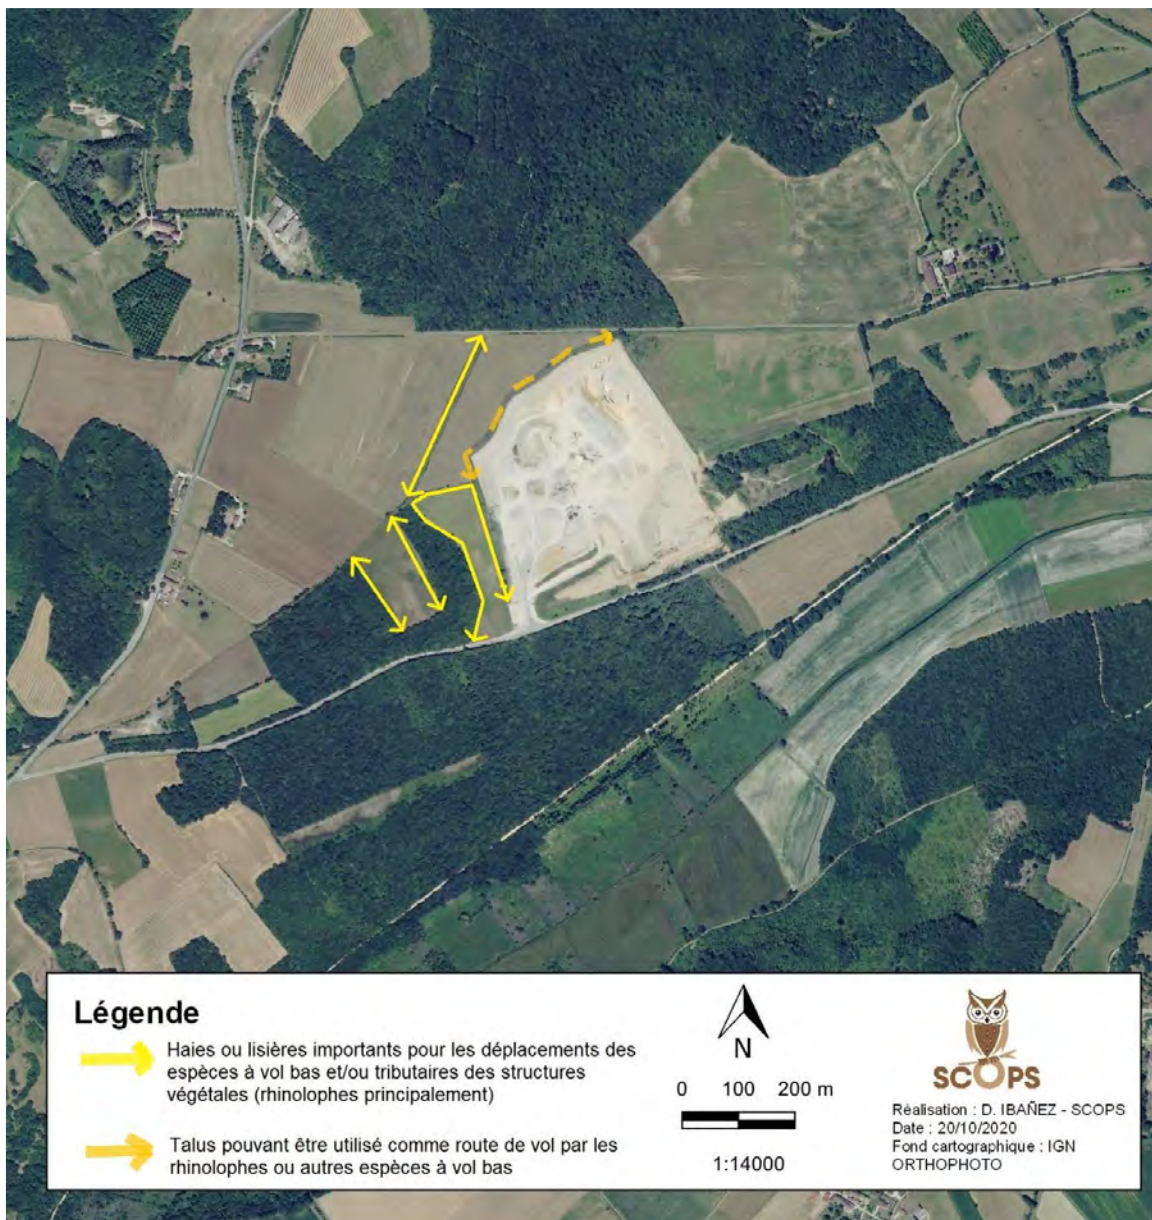 Légende
Haies ou lisières importants pour les déplacements des
espèces à vol bas et/ou tributaires des structures
végétales (rhinolophes principalement)
Talus pouvant être utilisé comme route de vol par les
rhinolophes ou autres espèces à vol bas
N
0 100 200 m
1:14000
SCOPS
Réalisation : D. IBAÑEZ - SCOPS
Date : 20/10/2020
Fond cartographique : IGN
ORTHOPHOTO